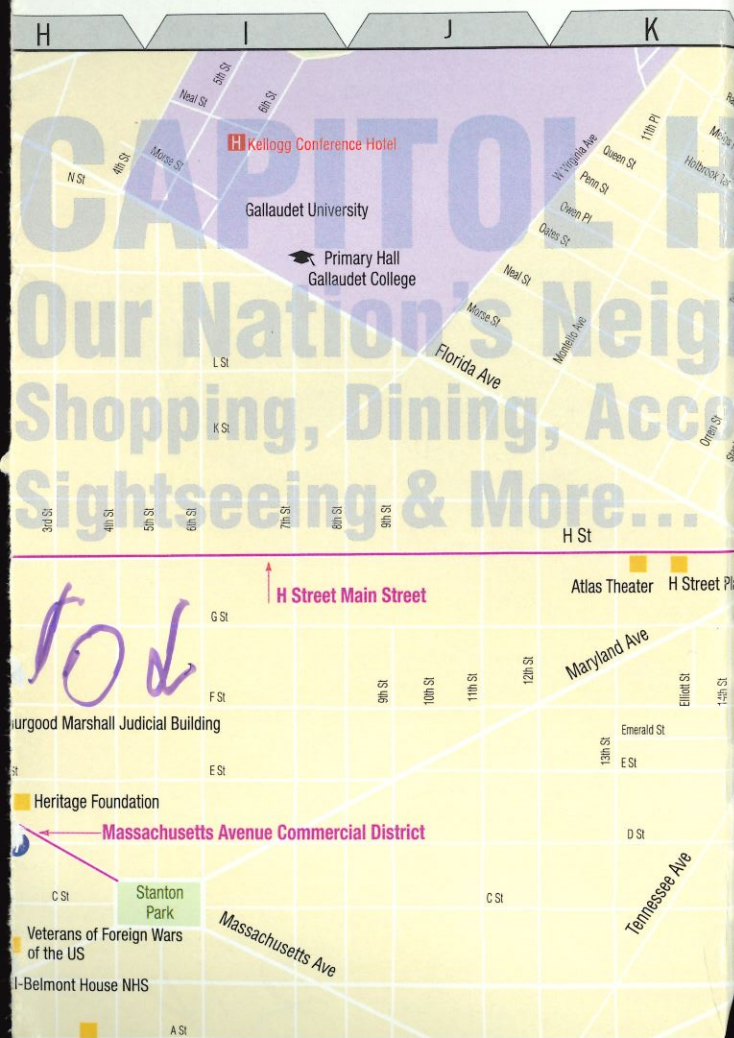 H I J K
5th St
Neal St
6th St
Kellogg Conference Hotel
H
4th St
Morse St
N St
W Virginia Ave
11th Pl
Queen St
Penn St
Owen Pl
Oates St
CAPITOL H
Gallaudet University
Primary Hall
Gallaudet College
Neal St
Morse St
Montello Ave
Our Nation's Neig
Florida Ave
L St
Shopping, Dining, Acco
K St
Orren St
Sightseeing & More...
3rd St
4th St
5th St
6th St
7th St
8th St
9th St
H St
Atlas Theater
H Street Pl
H Street Main Street
G St
Maryland Ave
9th St
10th St
11th St
12th St
Elliott St
14th St
F St
urgood Marshall Judicial Building
Emerald St
13th St
E St
E St
St
Heritage Foundation
Massachusetts Avenue Commercial District
D St
C St
Stanton
Park
C St
Tennessee Ave
Massachusetts Ave
Veterans of Foreign Wars
of the US
l-Belmont House NHS
A St